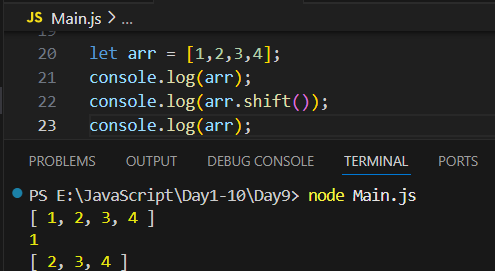 JS Main.js > ...
19
20 let arr = [1,2,3,4];
21 console.log(arr);
22 console.log(arr.shift());
23 console.log(arr);
PROBLEMS OUTPUT DEBUG CONSOLE TERMINAL PORTS
PS E:\JavaScript\Day1-10\Day9> node Main.js
[ 1, 2, 3, 4 ]
1
[ 2, 3, 4 ]